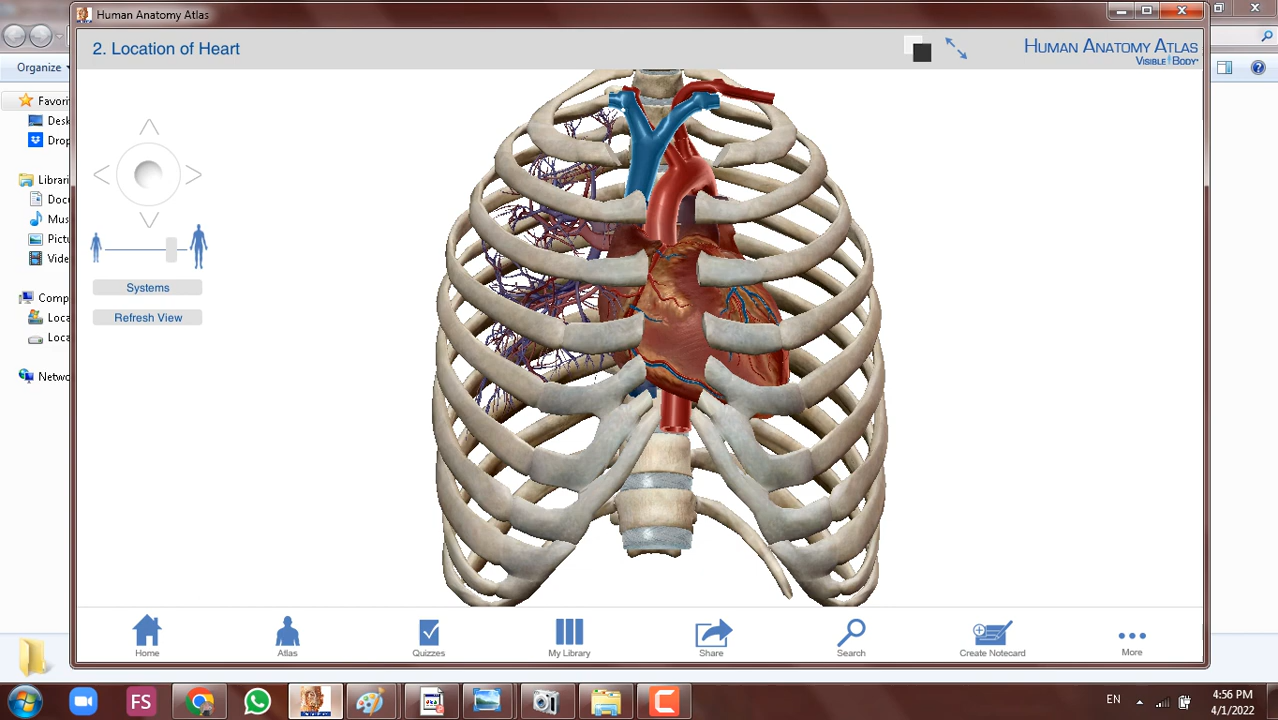 Human Anatomy Atlas
2. Location of Heart
HUMAN ANATOMY ATLAS
VISIBLE BODY®
Organize
Favori
Desk
Drop
Librari
Docu
Mus
Pictu
Vide
Comp
Loca
Loca
Netwo
Systems
Refresh View
Home
Atlas
Quizzes
My Library
Share
Search
Create Notecard
More
FS
EN
4:56 PM
4/1/2022